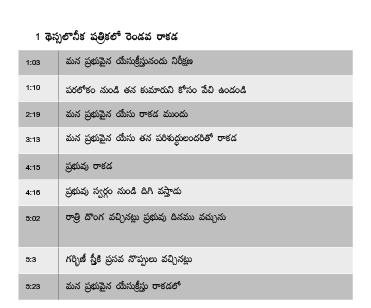 1 థెస్సలొనీక పత్రికలో రెండవ రాకడ
1:03 మన ప్రభువైన యేసుక్రీస్తునందు నిరీక్షణ
1:10 పరలోకం నుండి తన కుమారుని కోసం వేచి ఉండండి
2:19 మన ప్రభువైన యేసు రాకడ ముందు
3:13 మన ప్రభువైన యేసు తన పరిశుద్ధులందరితో రాకడ
4:15 ప్రభువు రాకడ
4:16 ప్రభువు స్వర్గం నుండి దిగి వస్తాడు
5:02 రాత్రి దొంగ వచ్చినట్లు ప్రభువు దినము వచ్చును
5:3 గర్భిణీ స్త్రీకి ప్రసవ నొప్పులు వచ్చినట్లు
5:23 మన ప్రభువైన యేసుక్రీస్తు రాకడలో